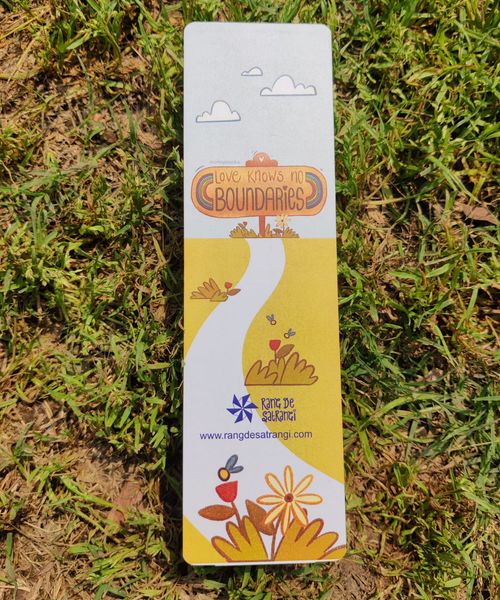 LOVE KNOWS NO
BOUNDARIES
RANG DE
SATRANGI
www.rangdesatrangi.com